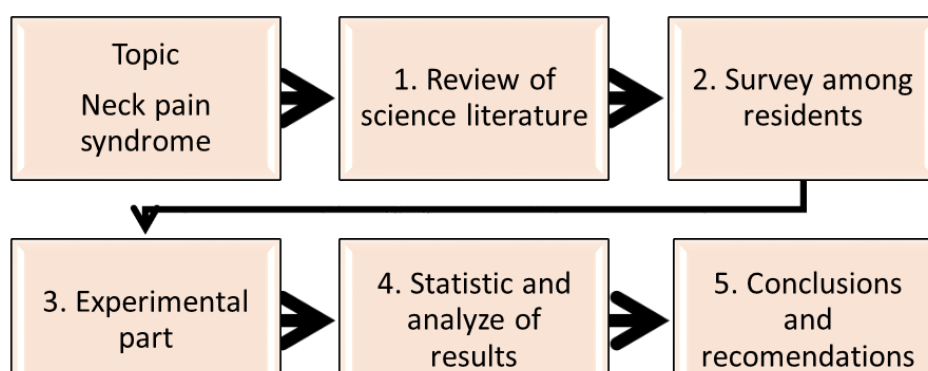 Topic
Neck pain
syndrome
1. Review of
science literature
2. Survey among
residents
3. Experimental
part
4. Statistic and
analyze of
results
5. Conclusions
and
recomendations